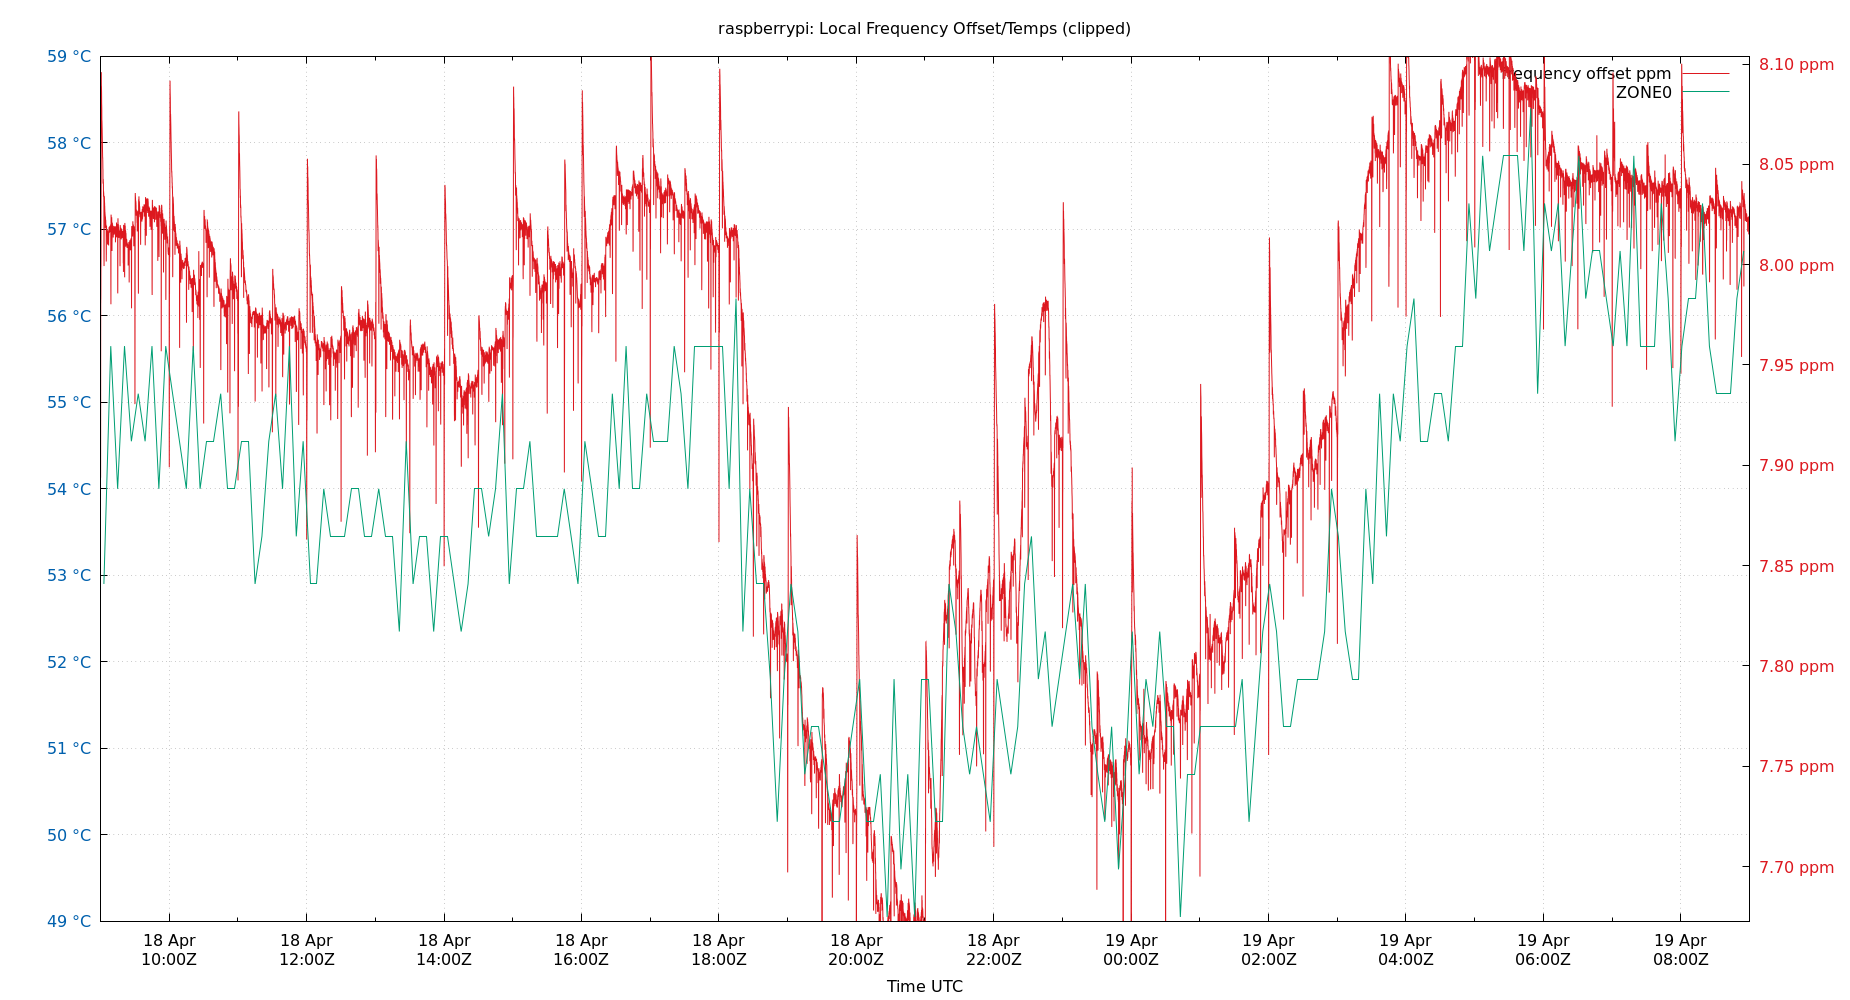 raspberrypi: Local Frequency Offset/Temps (clipped)
59 °C
58 °C
57 °C
56 °C
55 °C
54 °C
53 °C
52 °C
51 °C
50 °C
49 °C
equency offset ppm
ZONE0
8.10 ppm
8.05 ppm
8.00 ppm
7.95 ppm
7.90 ppm
7.85 ppm
7.80 ppm
7.75 ppm
7.70 ppm
18 Apr 18 Apr 18 Apr 18 Apr 18 Apr 18 Apr 18 Apr 19 Apr 19 Apr 19 Apr 19 Apr 19 Apr
10:00Z 12:00Z 14:00Z 16:00Z 18:00Z 20:00Z 22:00Z 00:00Z 02:00Z 04:00Z 06:00Z 08:00Z
Time UTC